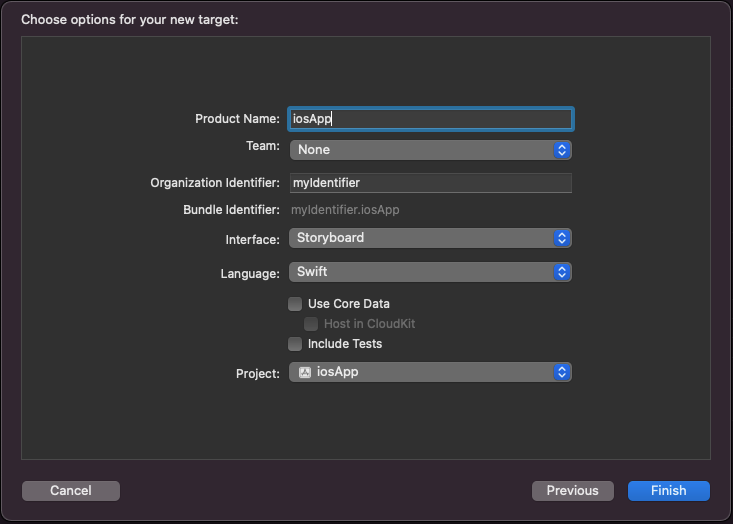 Choose options for your new target:
Product Name: iosApp
Team: None
Organization Identifier: myIdentifier
Bundle Identifier: myIdentifier.iosApp
Interface: Storyboard
Language: Swift
Use Core Data
Host in CloudKit
Include Tests
Project: iosApp
Cancel Previous Finish